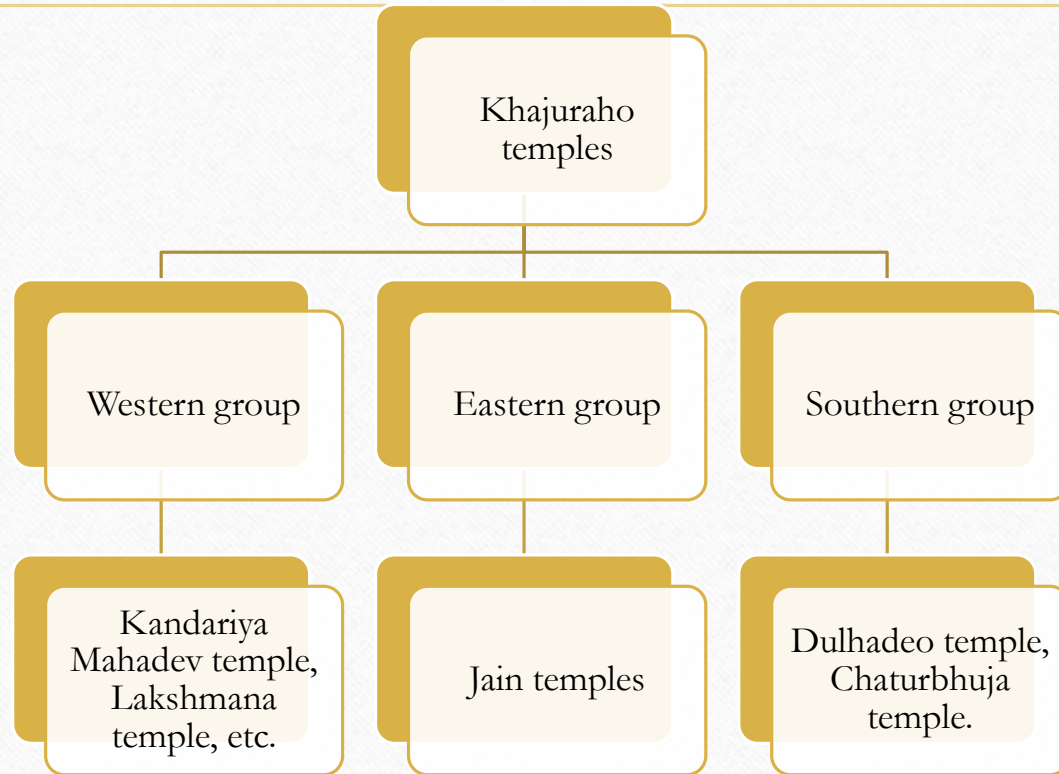 Khajuraho
temples
Western group
Eastern group
Southern group
Kandariya
Mahadev temple,
Lakshmana
temple, etc.
Jain temples
Dulhadeo temple,
Chaturbhuja
temple.